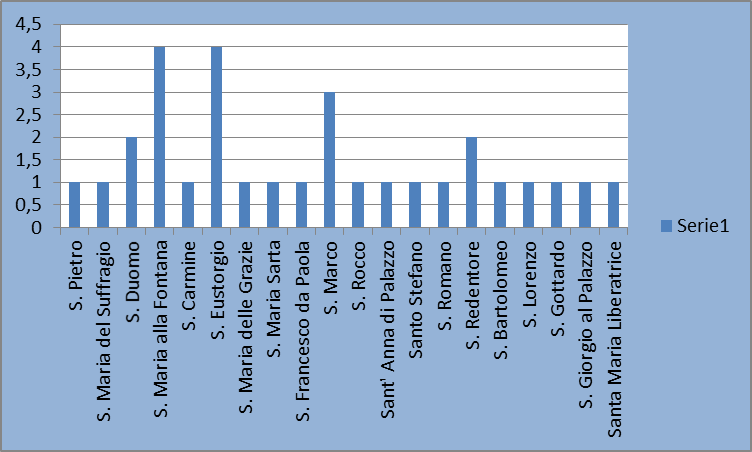 4,5
4
3,5
3
2,5
2
1,5
1
0,5
0
S. Pietro
S. Maria del Suffragio
S. Duomo
S. Maria alla Fontana
S. Carmine
S. Eustorgio
S. Maria delle Grazie
S. Maria Sarta
S. Francesco da Paola
S. Marco
S. Rocco
Sant' Anna di Palazzo
Santo Stefano
S. Romano
S. Redentore
S. Bartolomeo
S. Lorenzo
S. Gottardo
S. Giorgio al Palazzo
Santa Maria Liberatrice
Serie1